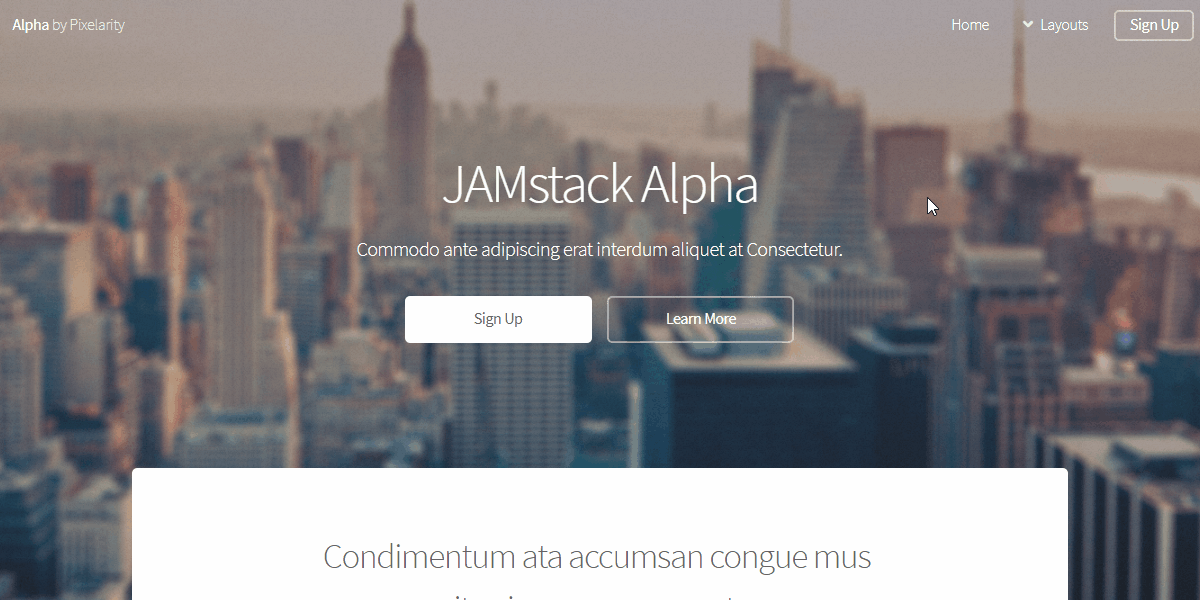 Alpha by Pixelarity
Home
Layouts
Sign Up
JAMstack Alpha
Commodo ante adipiscing erat interdum aliquet at Consectetur.
Sign Up
Learn More
Condimentum ata accumsan congue mus